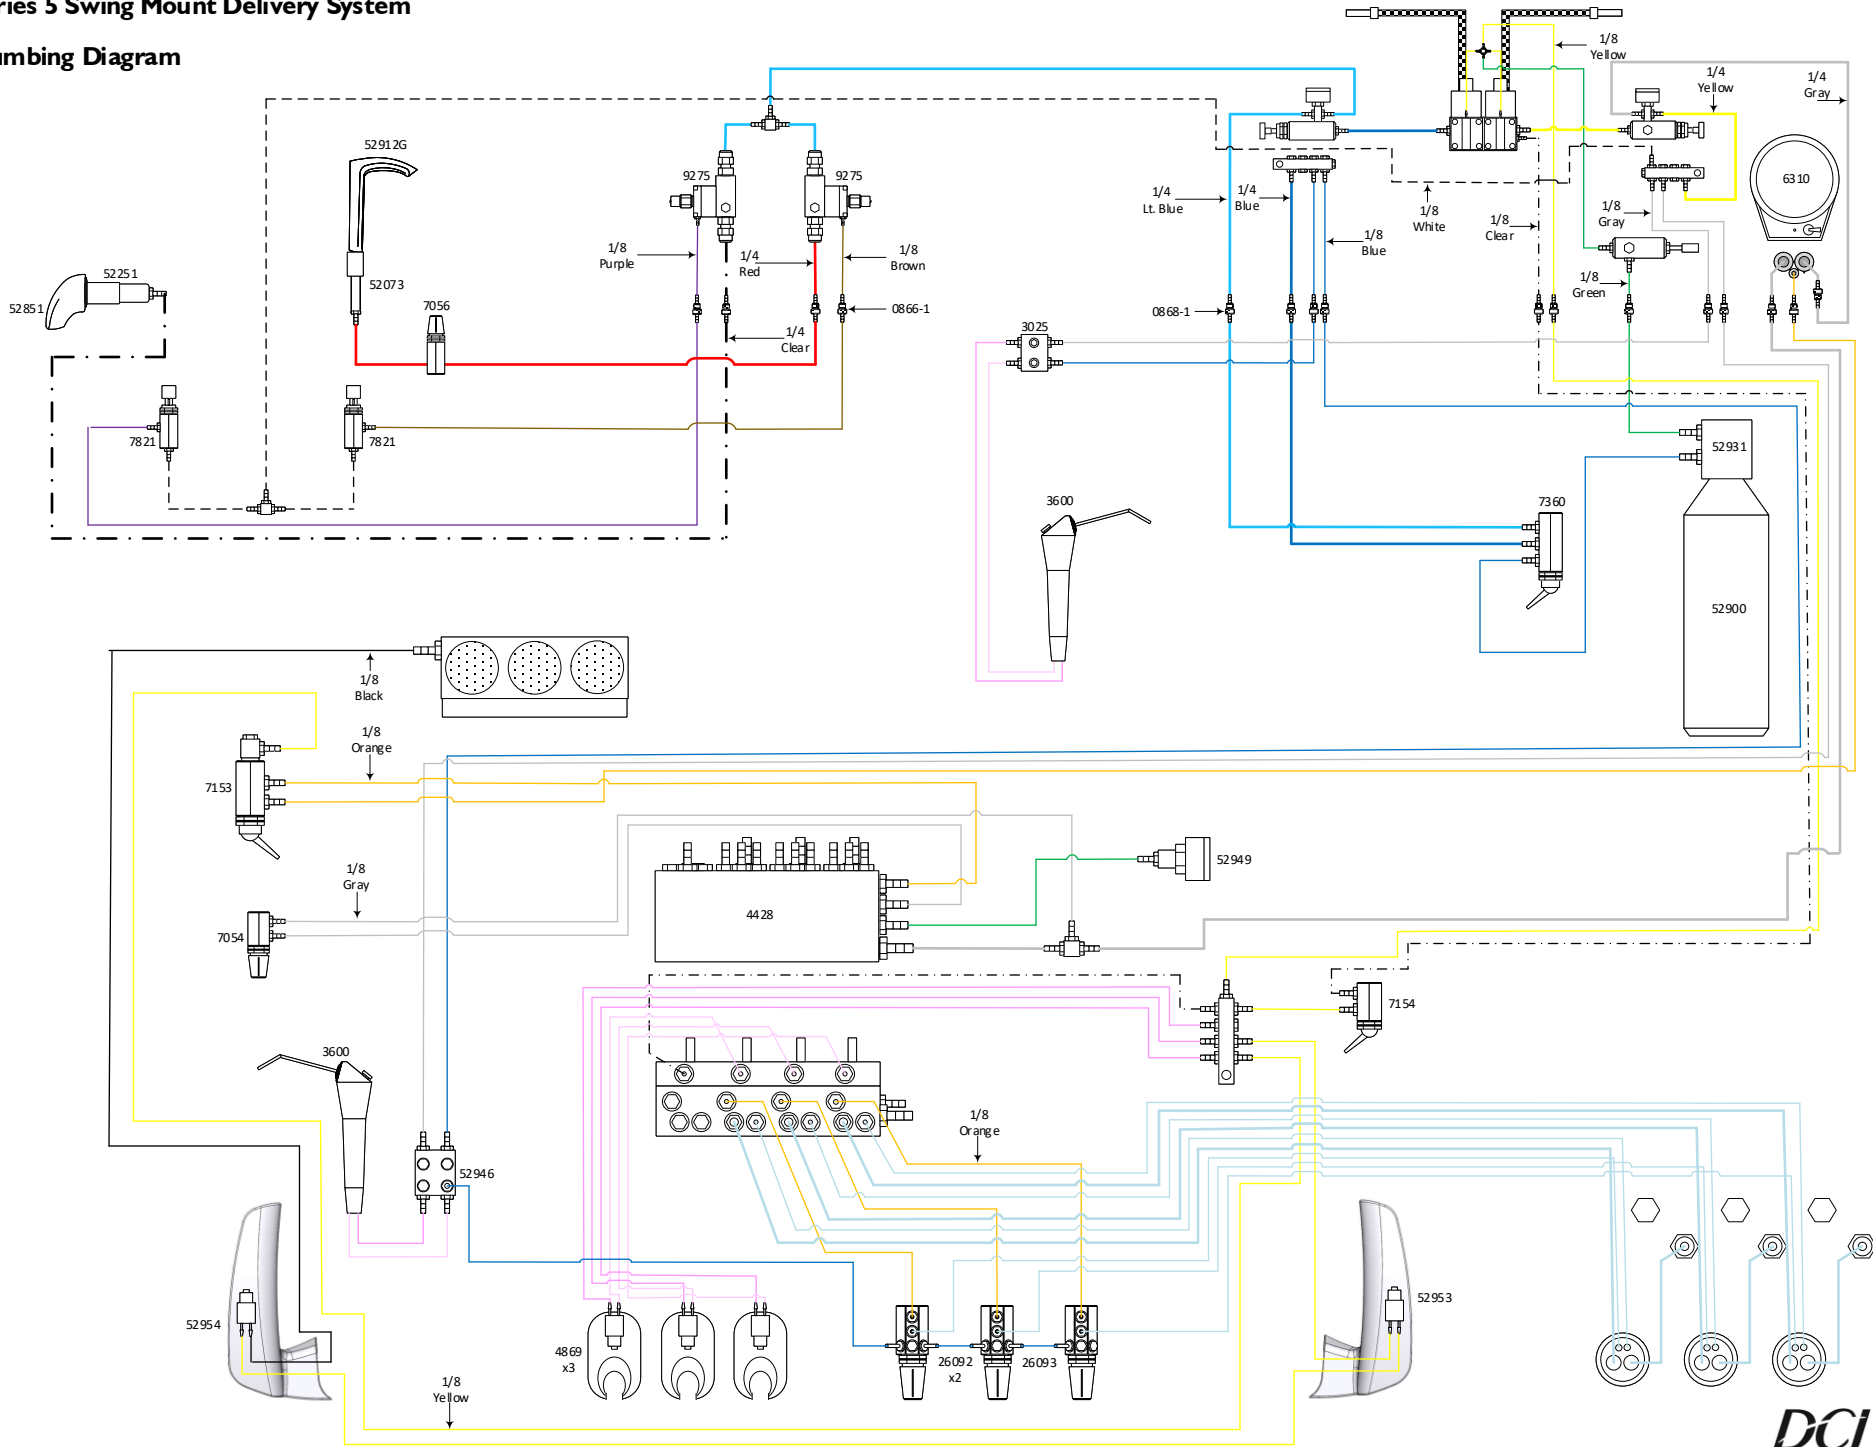 ries 5 Swing Mount Delivery System
umbing Diagram
1/8
Yellow
1/4
Yellow
1/4
Gray
52912G
9275
9275
6310
1/4
Lt. Blue
1/4
Blue
1/8
White
1/8
Clear
1/8
Gray
1/8
Purple
1/4
Red
1/8
Brown
1/8
Blue
1/8
Green
52251
52851
52073
7056
0866-1
0868-1
3025
1/4
Clear
7821
7821
52931
3600
7360
52900
1/8
Black
1/8
Orange
7153
52949
1/8
Gray
4428
7054
7154
3600
1/8
Orange
52946
52954
52953
4869
x3
26092
x2
26093
1/8
Yellow
DCI